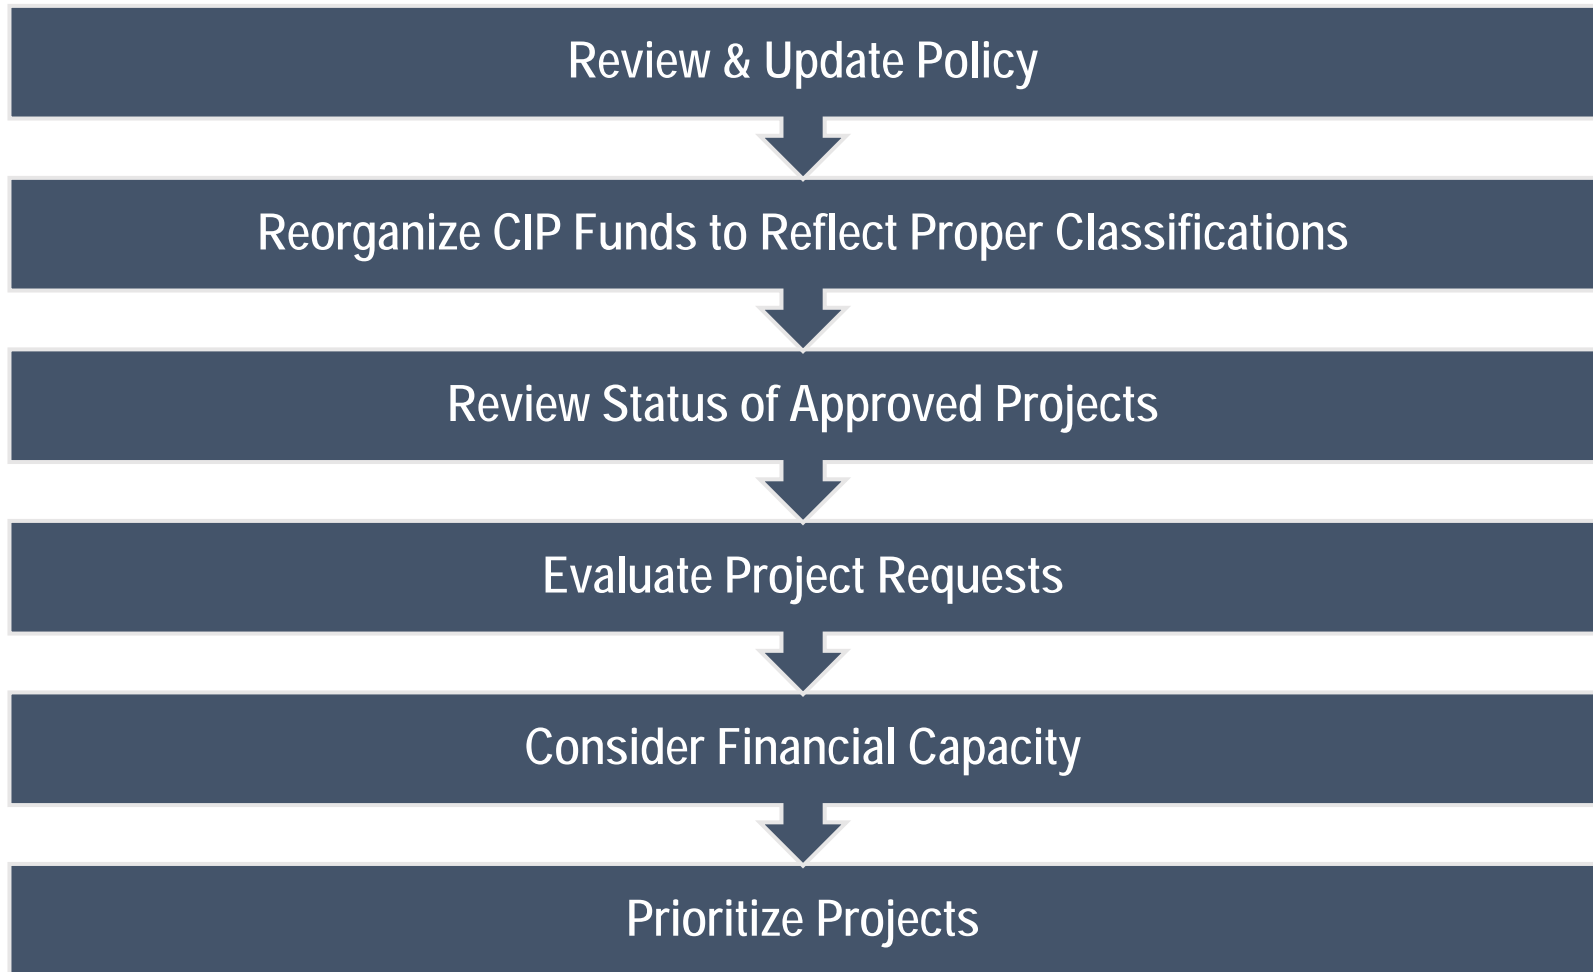 Review & Update Policy
Reorganize CIP Funds to Reflect Proper Classifications
Review Status of Approved Projects
Evaluate Project Requests
Consider Financial Capacity
Prioritize Projects